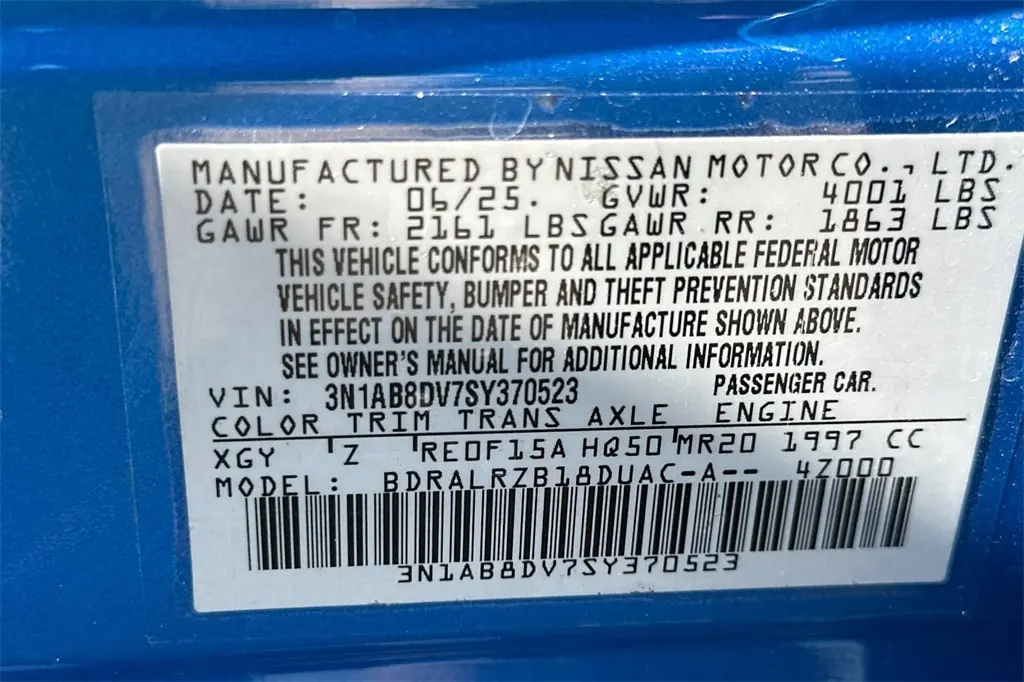 MANUFACTURED BY NISSAN MOTOR CO., LTD.
DATE: 06/25. GVWR: 4001 LBS
GAWR FR: 2161 LBS GAWR RR: 1863 LBS
THIS VEHICLE CONFORMS TO ALL APPLICABLE FEDERAL MOTOR
VEHICLE SAFETY, BUMPER AND THEFT PREVENTION STANDARDS
IN EFFECT ON THE DATE OF MANUFACTURE SHOWN ABOVE.
SEE OWNER'S MANUAL FOR ADDITIONAL INFORMATION.
VIN: 3N1AB8DV7SY370523 PASSENGER CAR.
COLOR TRIM TRANS AXLE ENGINE
XGY Z RE0F15A HQ50 MR20 1997 CC
MODEL: BDRALRZB18DUAC-A-- 4Z000
3N1AB8DV7SY370523